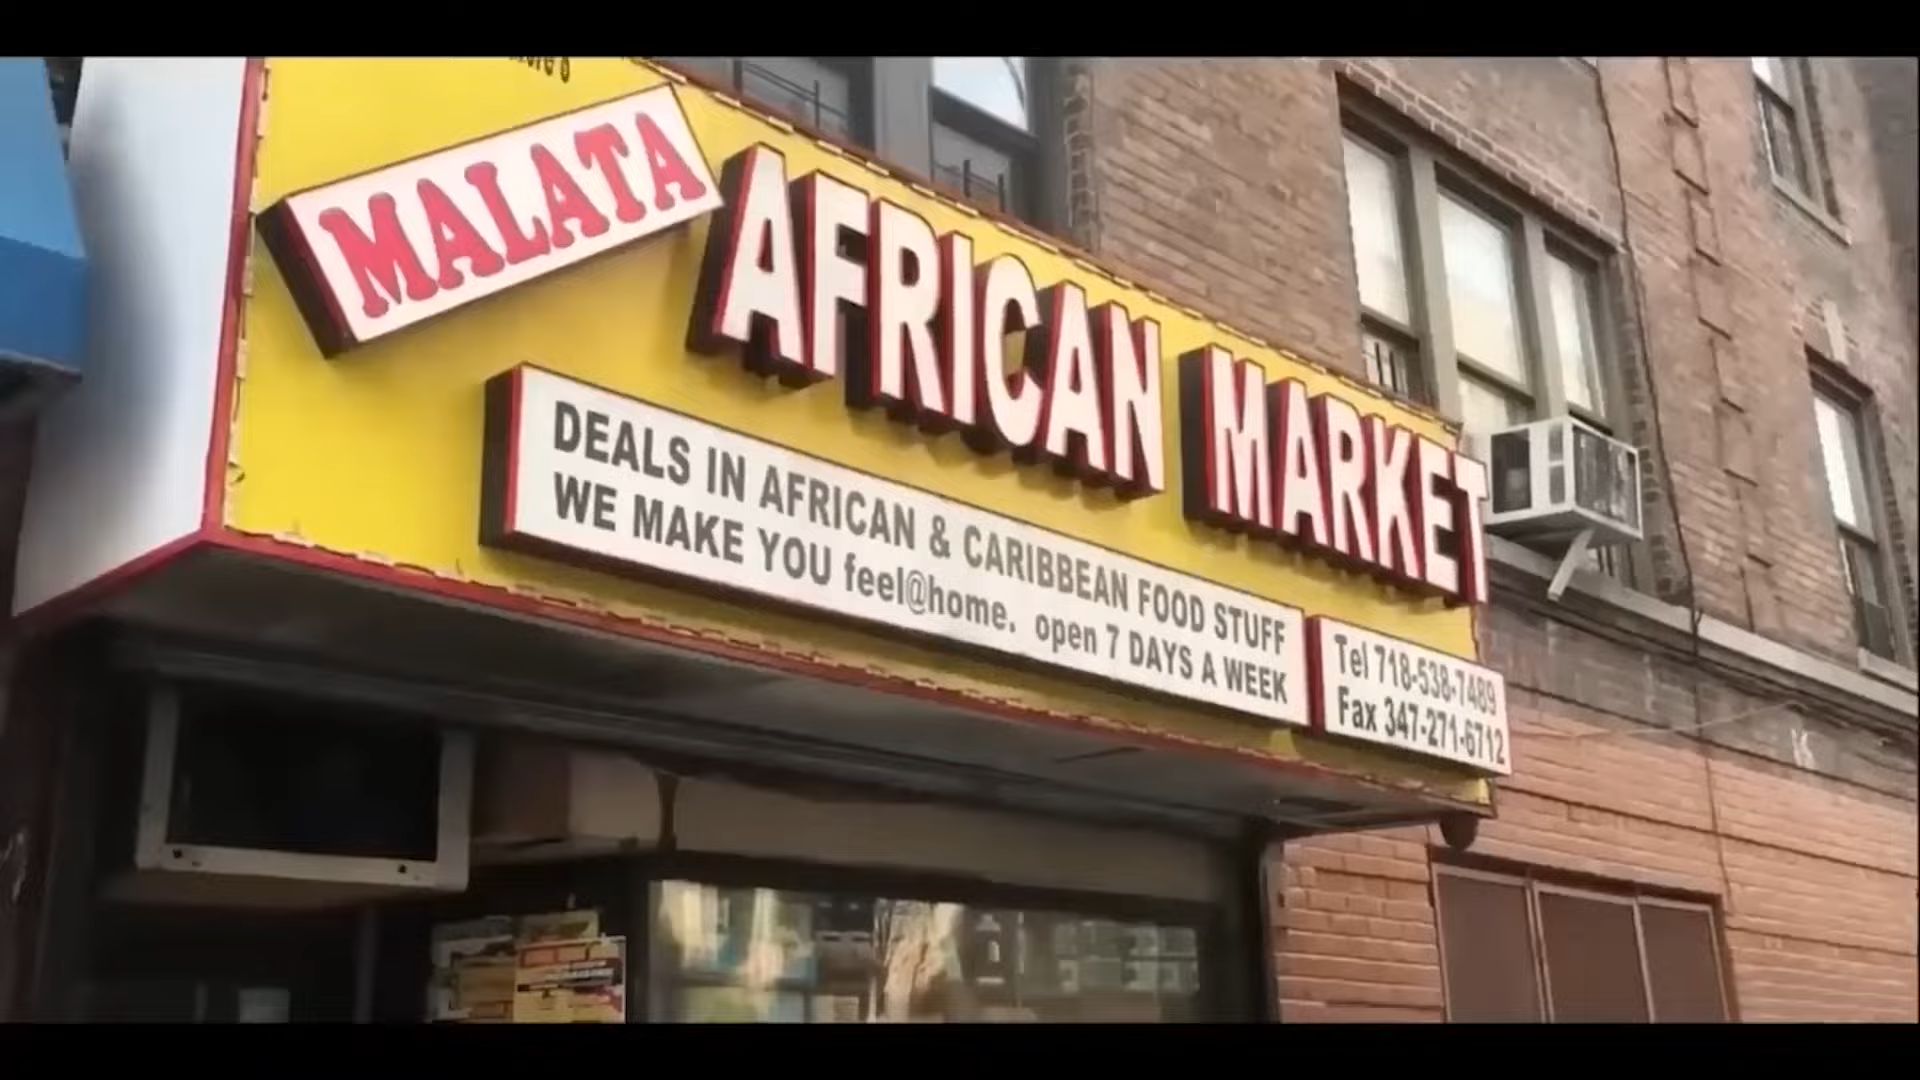 MALATA
AFRICAN MARKET
DEALS IN AFRICAN & CARIBBEAN FOOD STUFF
WE MAKE YOU feel@home. open 7 DAYS A WEEK
Tel 718-538-7489
Fax 347-271-6712